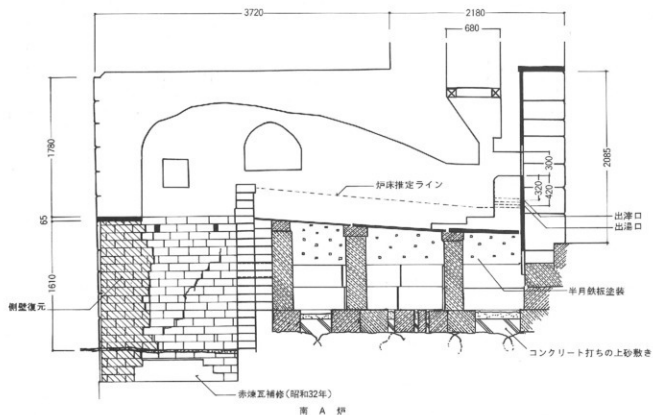 3720
2180
680
1780
65
1610
300
320
420
2085
炉床推定ライン
出滓口
出湯口
半月鉄板塗装
側壁復元
コンクリート打ちの上砂敷き
赤煉瓦補修(昭和32年)
南 A 炉